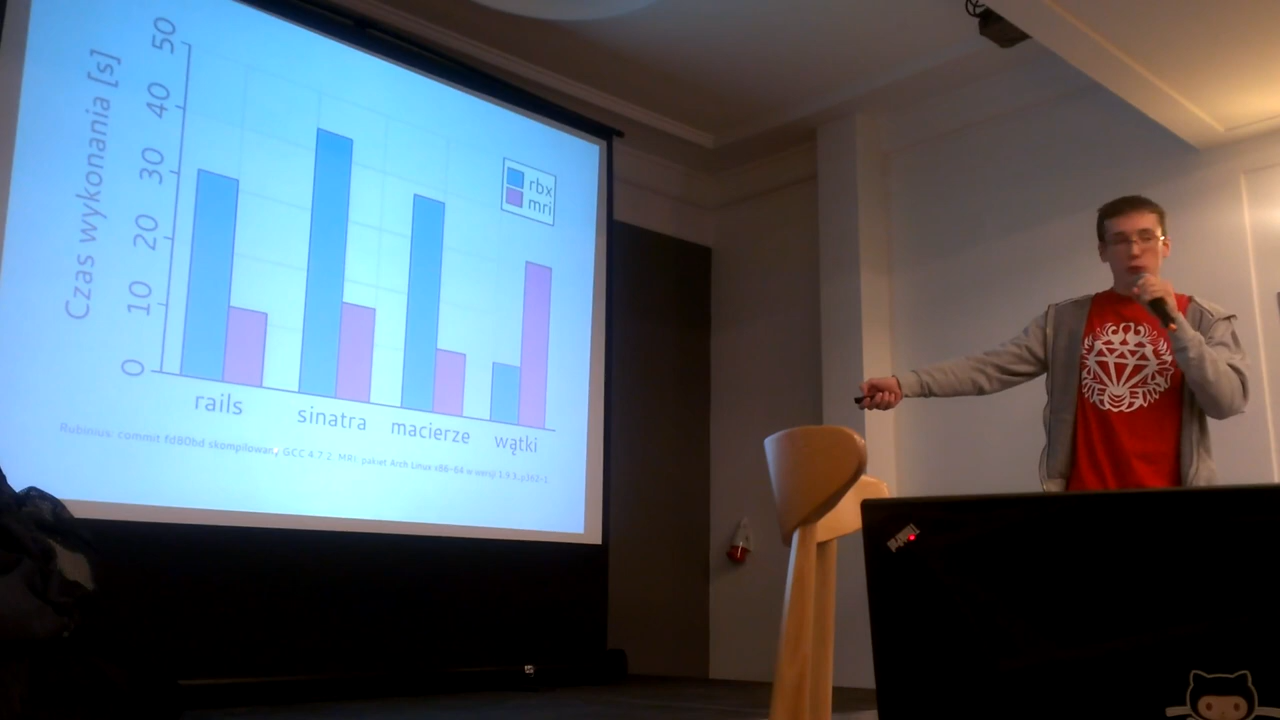 Czas wykonania [s]
50
40
30
20
10
0
rbx
mri
rails sinatra macierze wątki
Rubinius: commit fd80bd skompilowany GCC 4.7.2. MRI: pakiet Arch Linux x86-64 w wersji 1.9.3_p362-1
ThinkPad